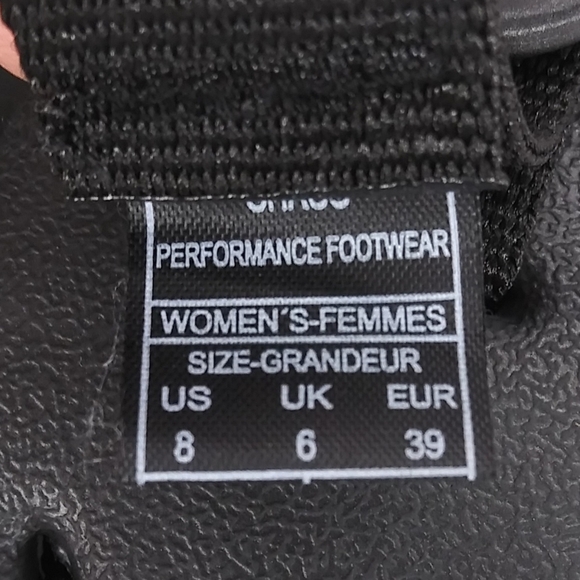 PERFORMANCE FOOTWEAR
WOMEN´S-FEMMES
SIZE-GRANDEUR
US UK EUR
8 6 39